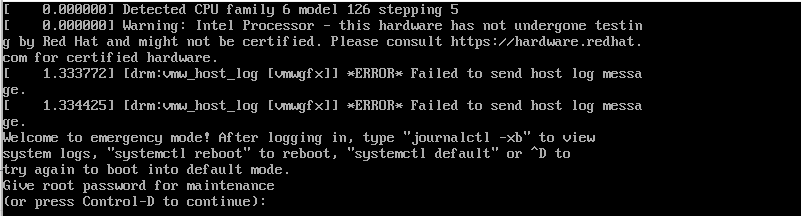 [    0.000000] Detected CPU family 6 model 126 stepping 5
[    0.000000] Warning: Intel Processor - this hardware has not undergone testin
g by Red Hat and might not be certified. Please consult https://hardware.redhat.
com for certified hardware.
[    1.333772] [drm:vmw_host_log [vmwgfx]] *ERROR* Failed to send host log messa
ge.
[    1.334425] [drm:vmw_host_log [vmwgfx]] *ERROR* Failed to send host log messa
ge.
Welcome to emergency mode! After logging in, type "journalctl -xb" to view
system logs, "systemctl reboot" to reboot, "systemctl default" or ^D to
try again to boot into default mode.
Give root password for maintenance
(or press Control-D to continue):